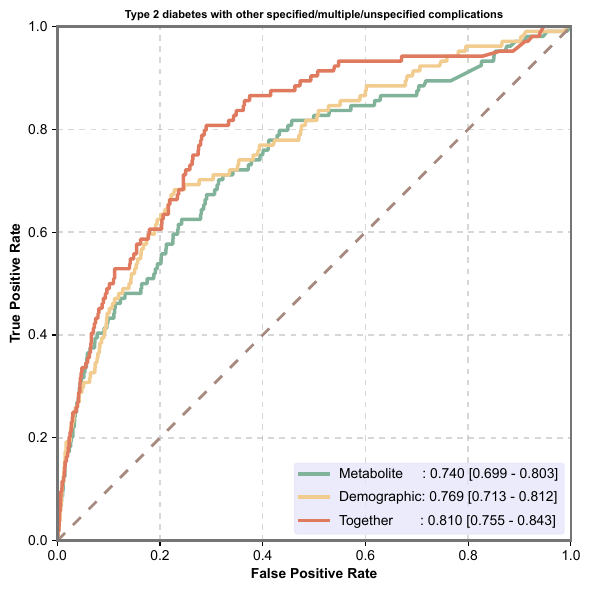 Type 2 diabetes with other specified/multiple/unspecified complications
True Positive Rate
1.0
0.8
0.6
0.4
0.2
0.0
Metabolite : 0.740 [0.699 - 0.803]
Demographic: 0.769 [0.713 - 0.812]
Together : 0.810 [0.755 - 0.843]
0.0 0.2 0.4 0.6 0.8 1.0
False Positive Rate